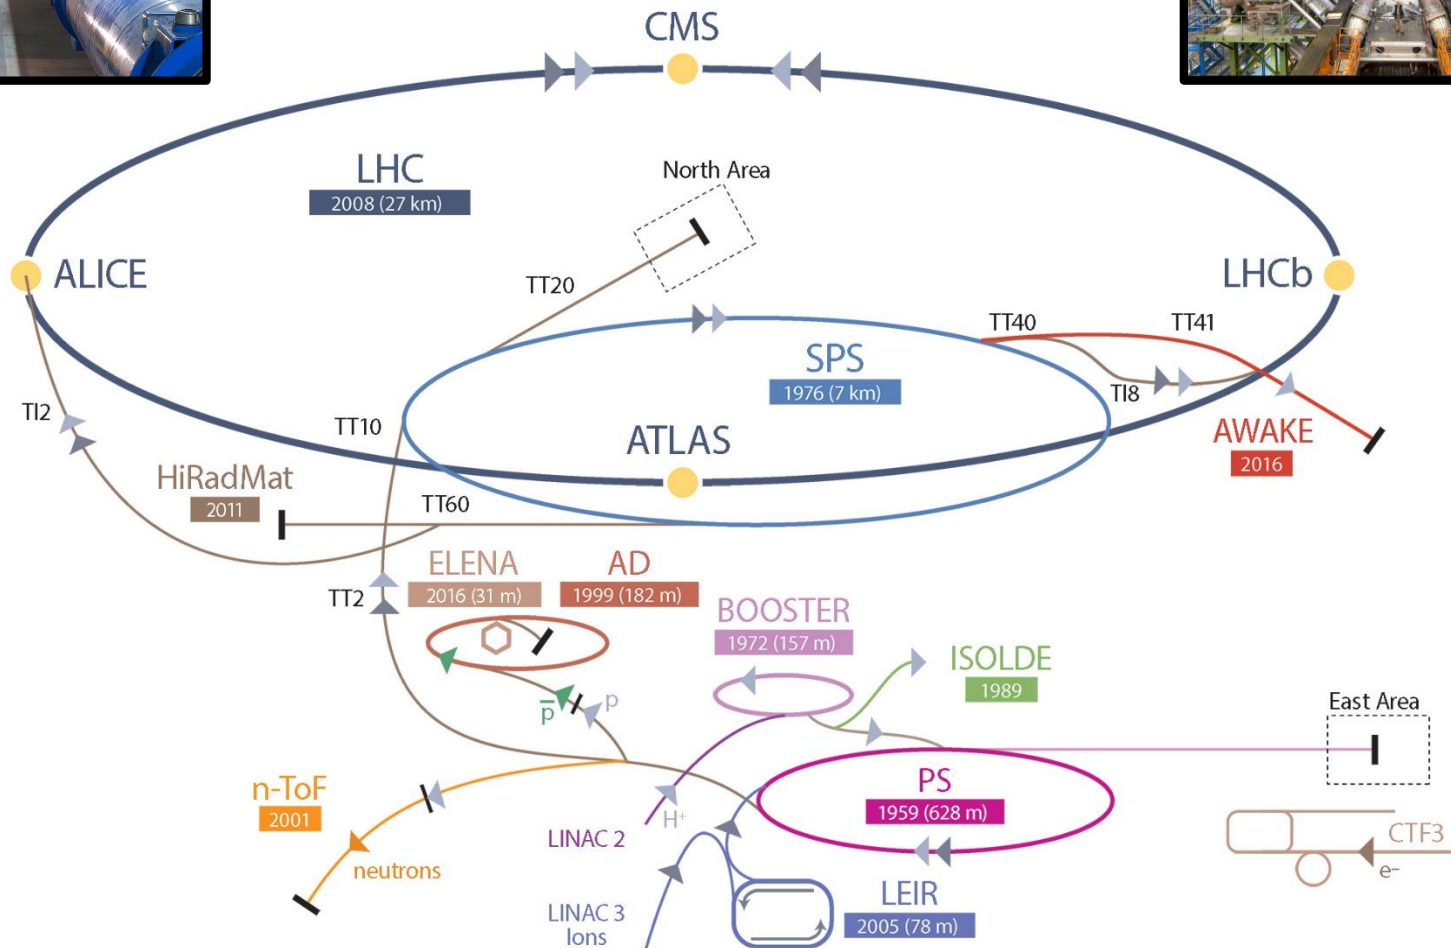 CMS
LHC
2008 (27 km)
North Area
ALICE
TT20
LHCb
TT40
TT41
SPS
1976 (7 km)
TI8
TI2
TT10
ATLAS
AWAKE
2016
HiRadMat
2011
TT60
ELENA
2016 (31 m)
AD
1999 (182 m)
TT2
BOOSTER
1972 (157 m)
ISOLDE
1989
p̅
p
East Area
n-ToF
2001
PS
1959 (628 m)
H+
LINAC 2
neutrons
CTF3
e-
LEIR
2005 (78 m)
LINAC 3
Ions